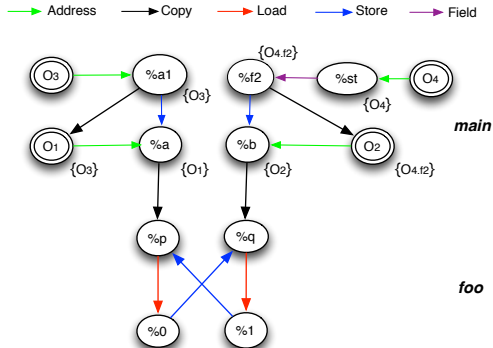 Address Copy Load Store Field
{O4.f2}
O3 %a1 %f2 %st O4
{O3} {O4}
main
O1 %a %b O2
{O3} {O1} {O2} {O4.f2}
%p %q
foo
%0 %1